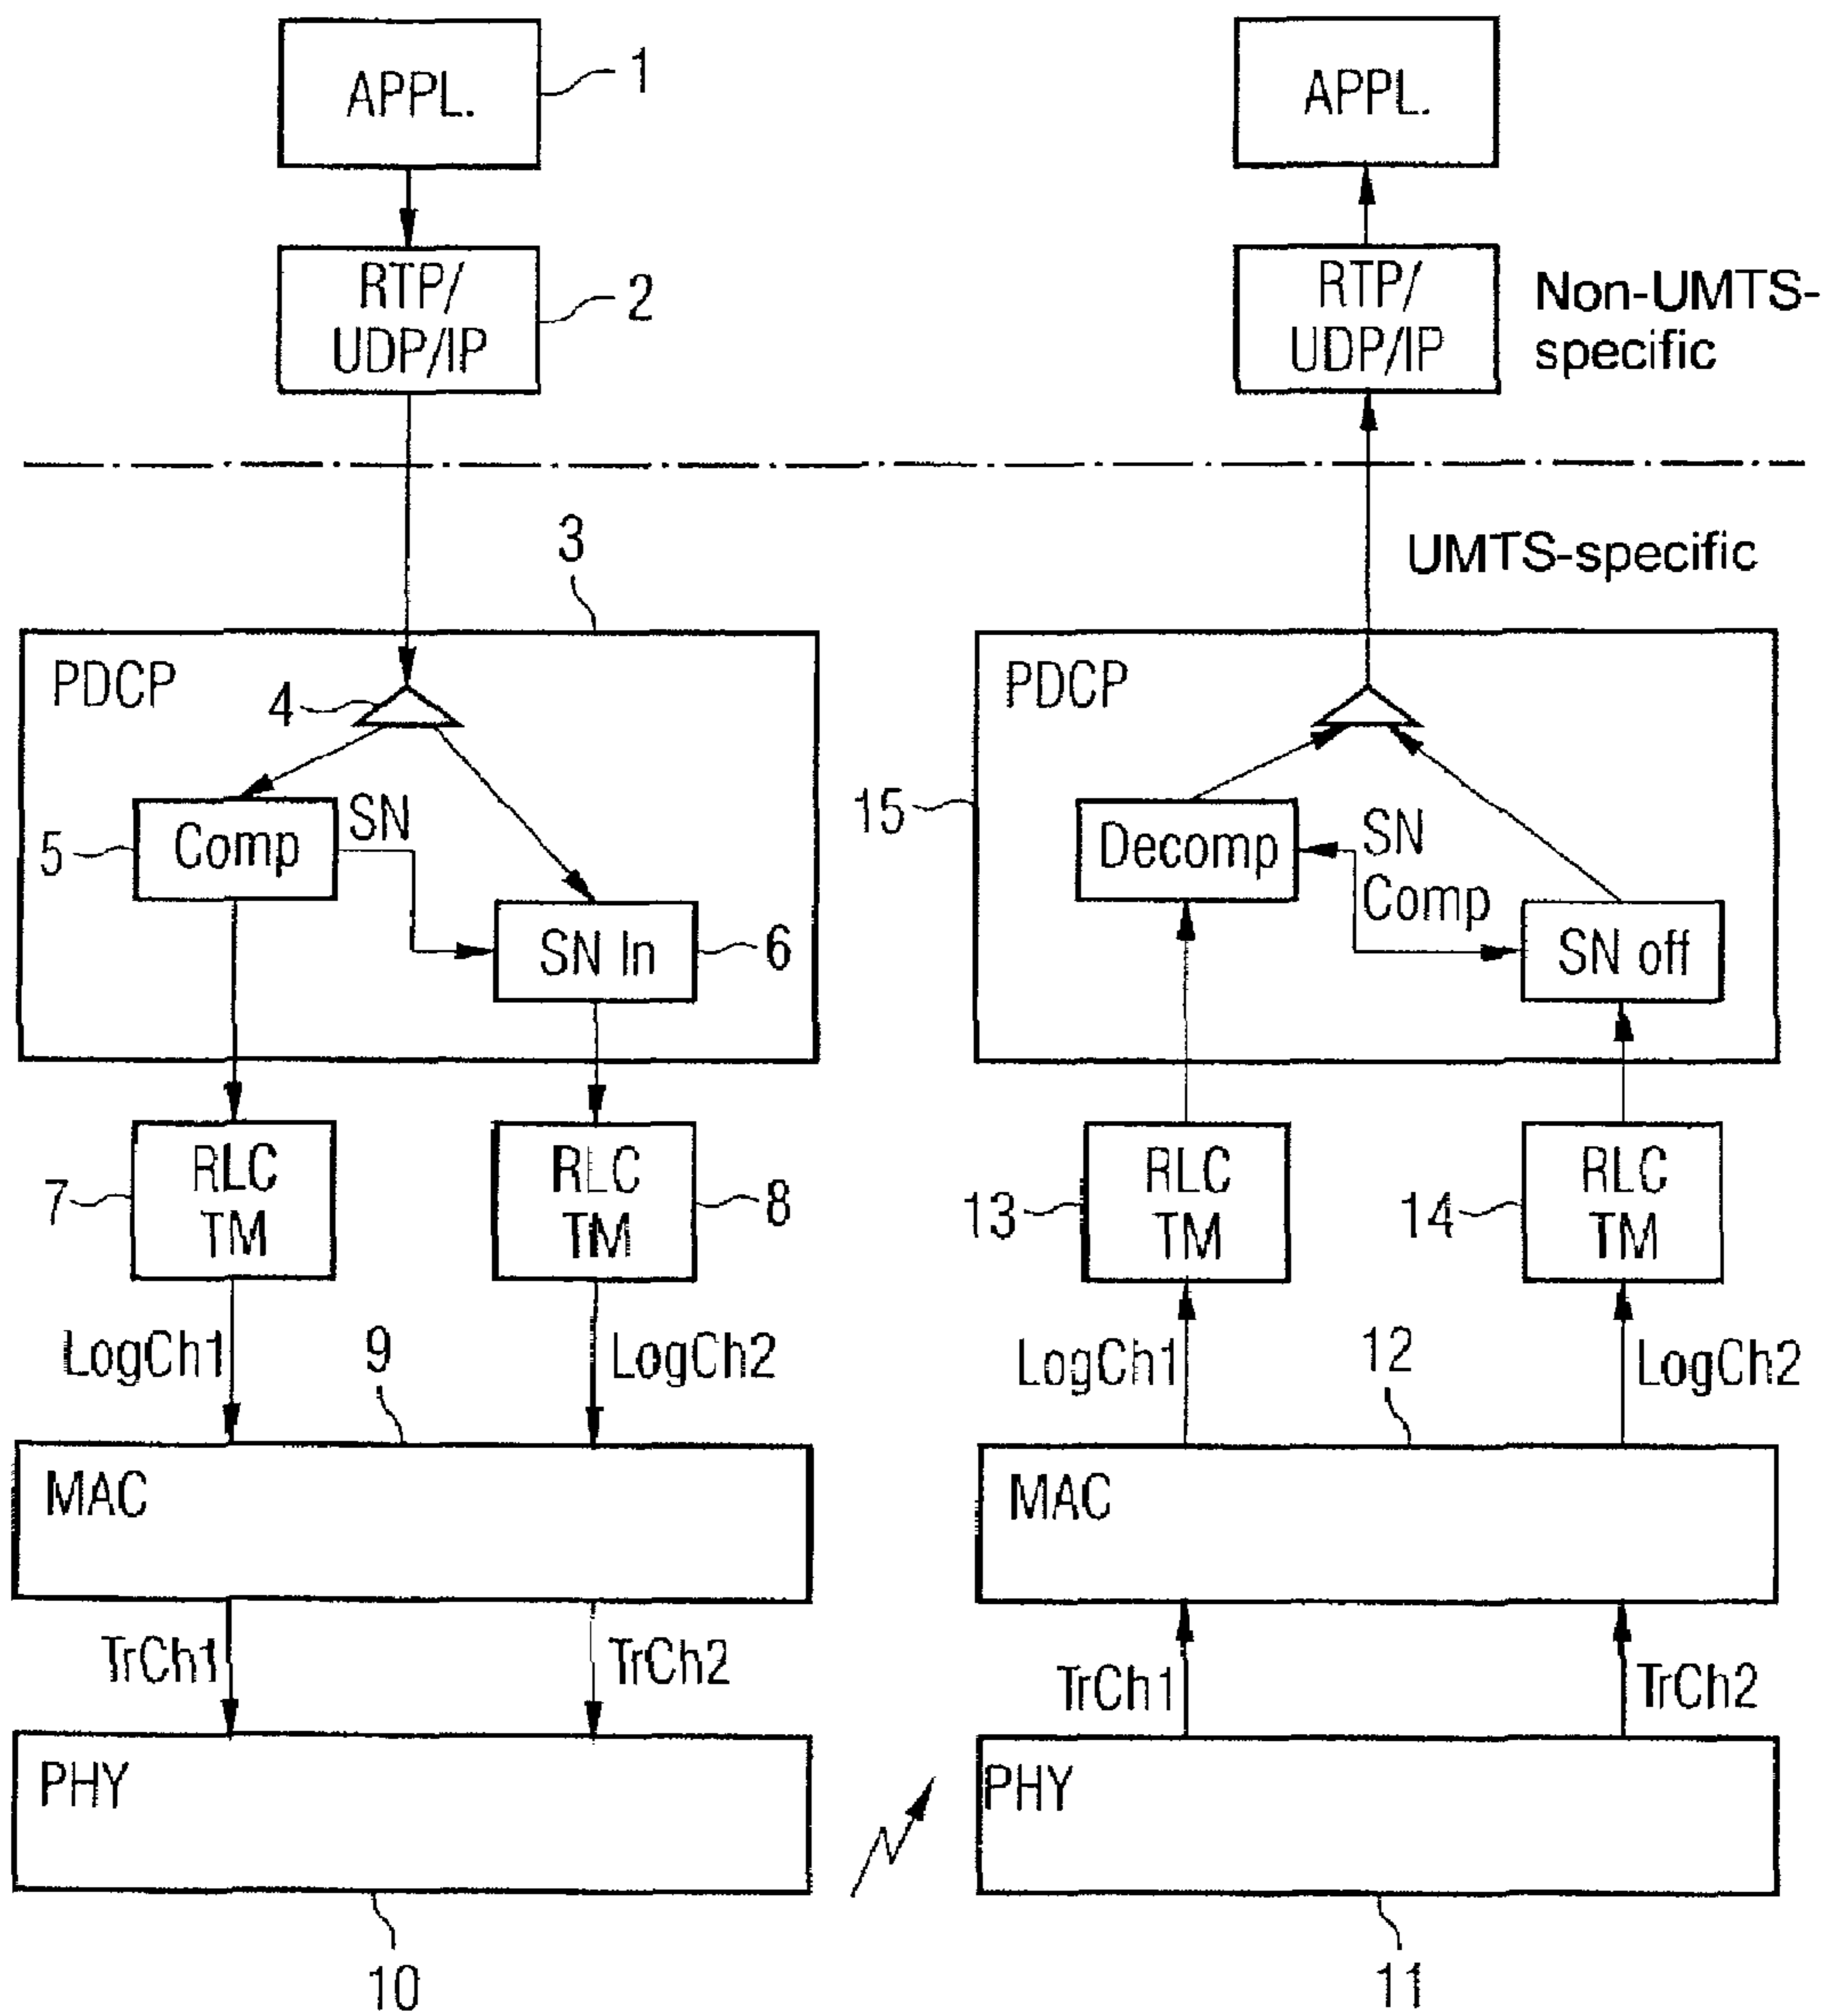 APPL.
1
APPL.
RTP/
UDP/IP
2
RTP/
UDP/IP
Non-UMTS-
specific
UMTS-specific
3
PDCP
4
5
Comp
SN
SN In
6
PDCP
15
Decomp
SN
Comp
SN off
7
RLC
TM
RLC
TM
8
13
RLC
TM
14
RLC
TM
LogCh1
9
LogCh2
LogCh1
12
LogCh2
MAC
MAC
TrCh1
TrCh2
TrCh1
TrCh2
PHY
PHY
10
11